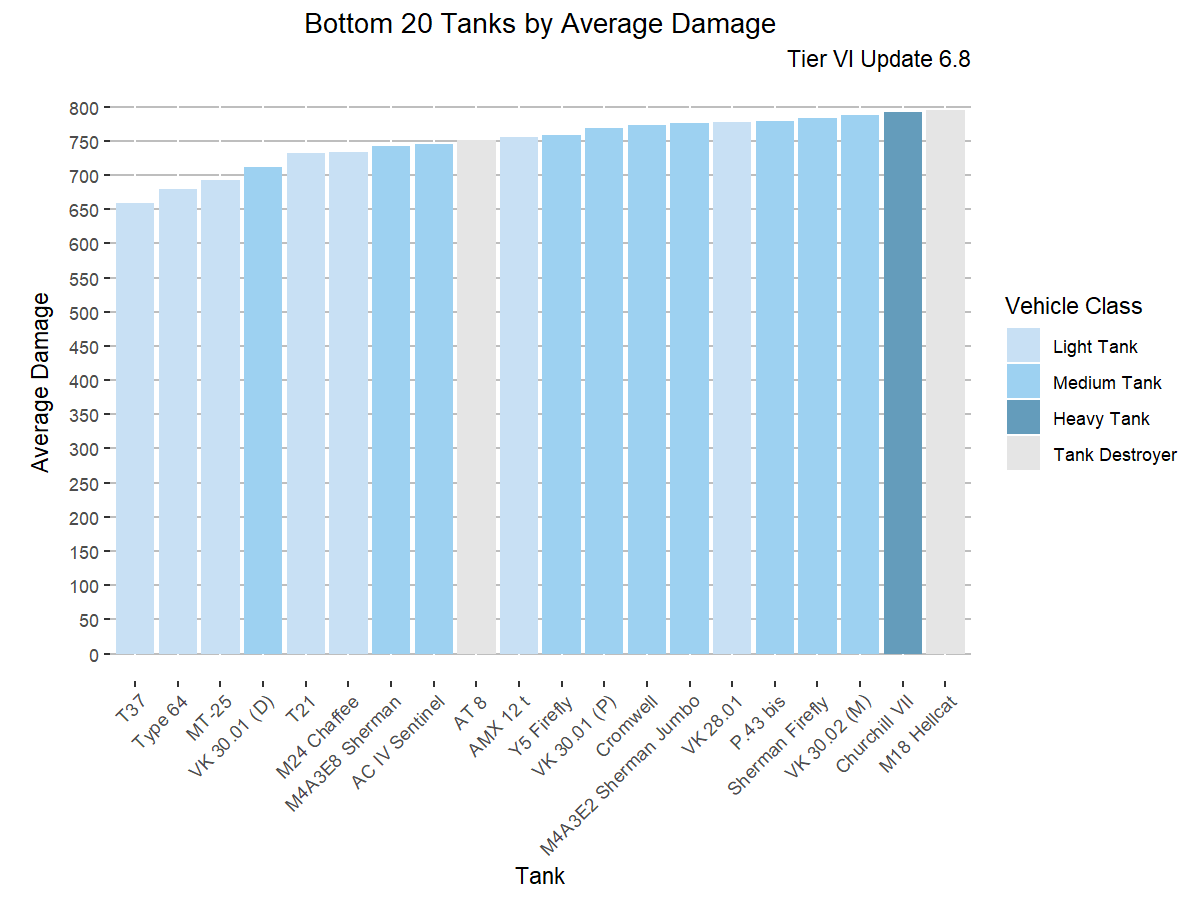 Bottom 20 Tanks by Average Damage
Tier VI Update 6.8
Average Damage
800
750
700
650
600
550
500
450
400
350
300
250
200
150
100
50
0
T37
Type 64
MT-25
VK 30.01 (D)
T21
M24 Chaffee
M4A3E8 Sherman
AC IV Sentinel
AT 8
AMX 12 t
Y5 Firefly
VK 30.01 (P)
Cromwell
M4A3E2 Sherman Jumbo
VK 28.01
P.43 bis
Sherman Firefly
VK 30.02 (M)
Churchill VII
M18 Hellcat
Tank
Vehicle Class
Light Tank
Medium Tank
Heavy Tank
Tank Destroyer